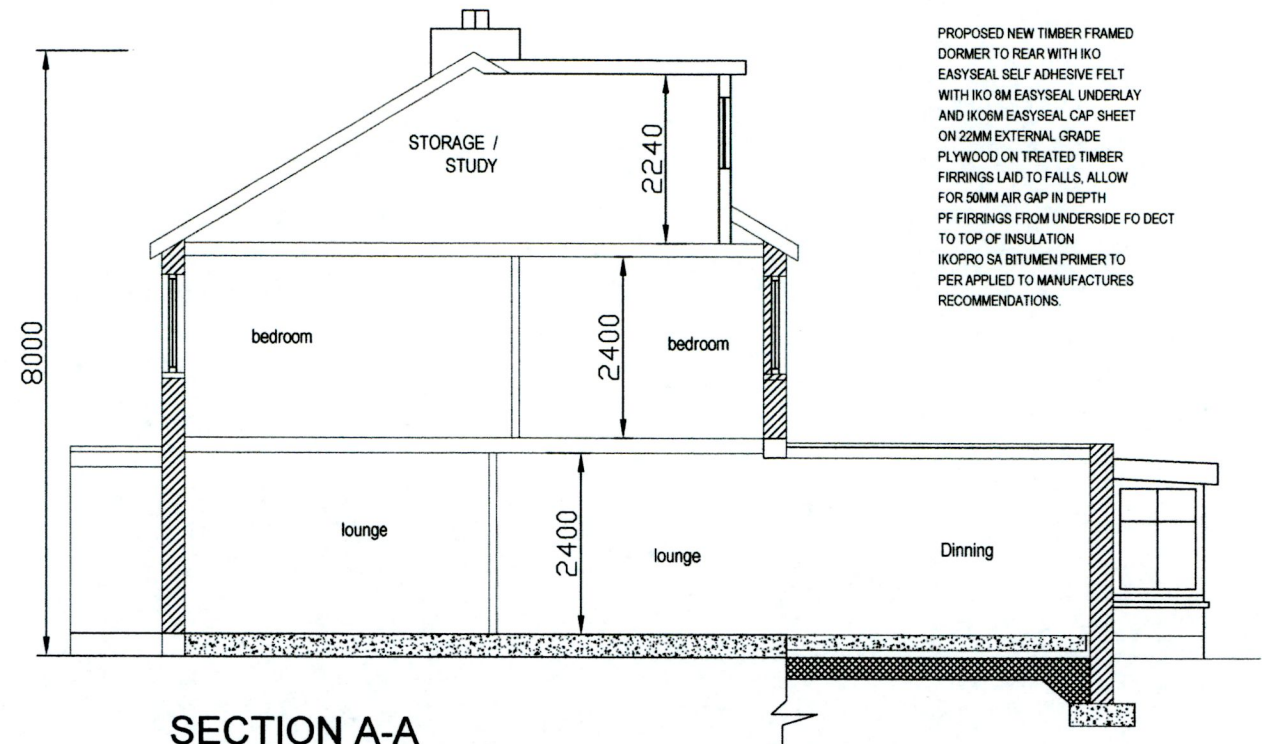 PROPOSED NEW TIMBER FRAMED
DORMER TO REAR WITH IKO
EASYSEAL SELF ADHESIVE FELT
WITH IKO 8M EASYSEAL UNDERLAY
AND IKO6M EASYSEAL CAP SHEET
ON 22MM EXTERNAL GRADE
PLYWOOD ON TREATED TIMBER
FIRRINGS LAID TO FALLS, ALLOW
FOR 50MM AIR GAP IN DEPTH
PF FIRRINGS FROM UNDERSIDE FO DECT
TO TOP OF INSULATION
IKOPRO SA BITUMEN PRIMER TO
PER APPLIED TO MANUFACTURES
RECOMMENDATIONS.
STORAGE /
STUDY
2240
8000
bedroom
2400
bedroom
lounge
2400
lounge
Dinning
SECTION A-A